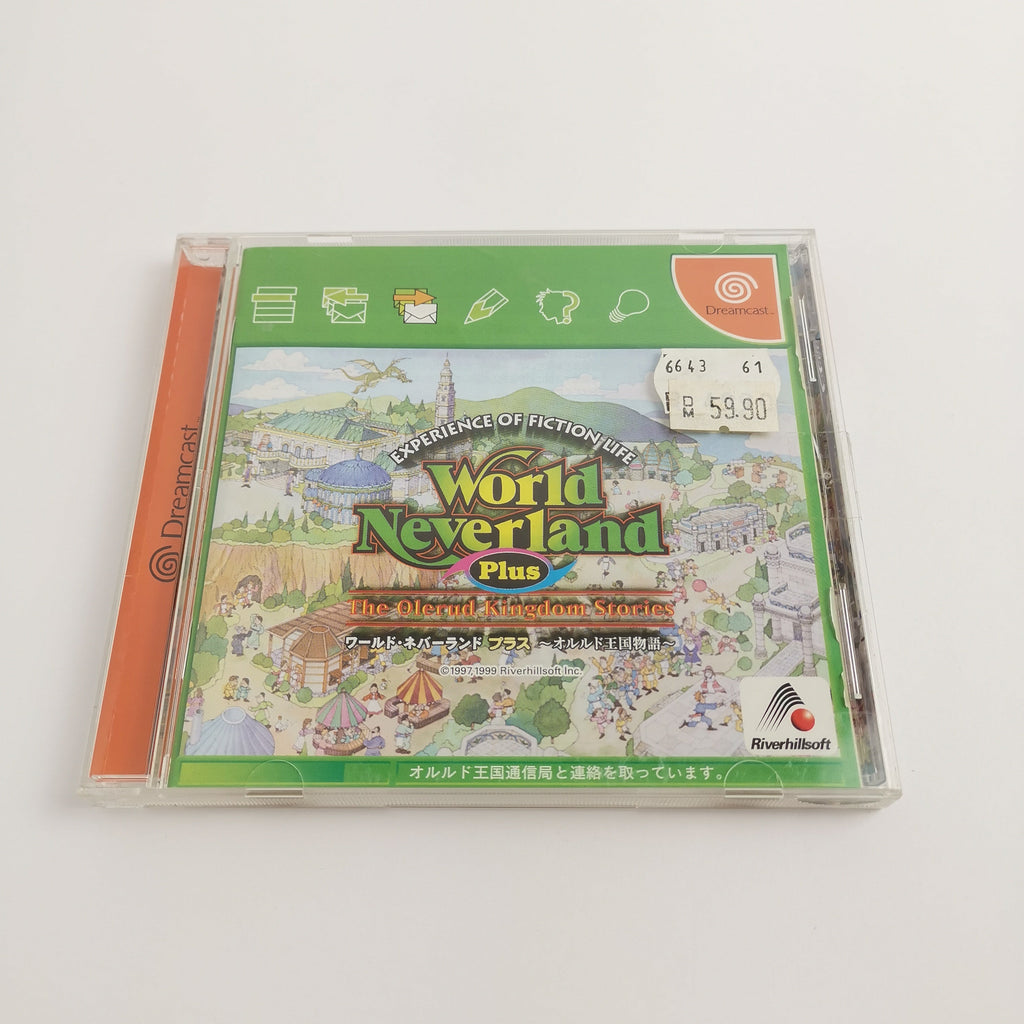 Dreamcast
Dreamcast™
6643 61
DM 59.90
EXPERIENCE OF FICTION LIFE
World
Neverland
Plus
The Olerud Kingdom Stories
ワールド・ネバーランド プラス ～オルルド王国物語～
©1997,1999 Riverhillsoft Inc.
Riverhillsoft
オルルド王国通信局と連絡を取っています。